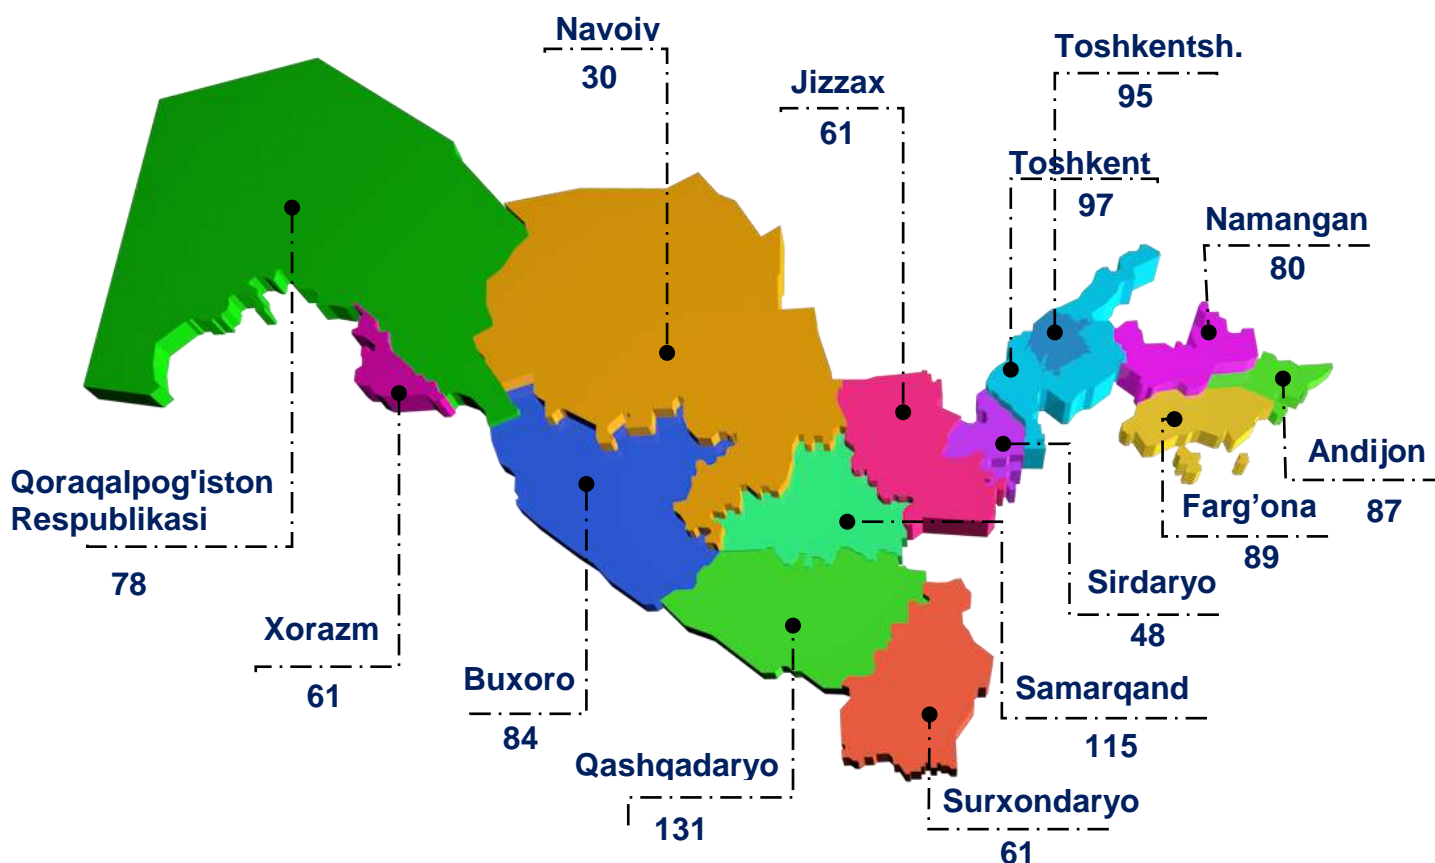 Navoiv
30
Toshkentsh.
95
Jizzax
61
Toshkent
97
Namangan
80
Andijon
87
Farg’ona
89
Qoraqalpog'iston
Respublikasi
78
Sirdaryo
48
Xorazm
61
Buxoro
84
Samarqand
115
Qashqadaryo
131
Surxondaryo
61